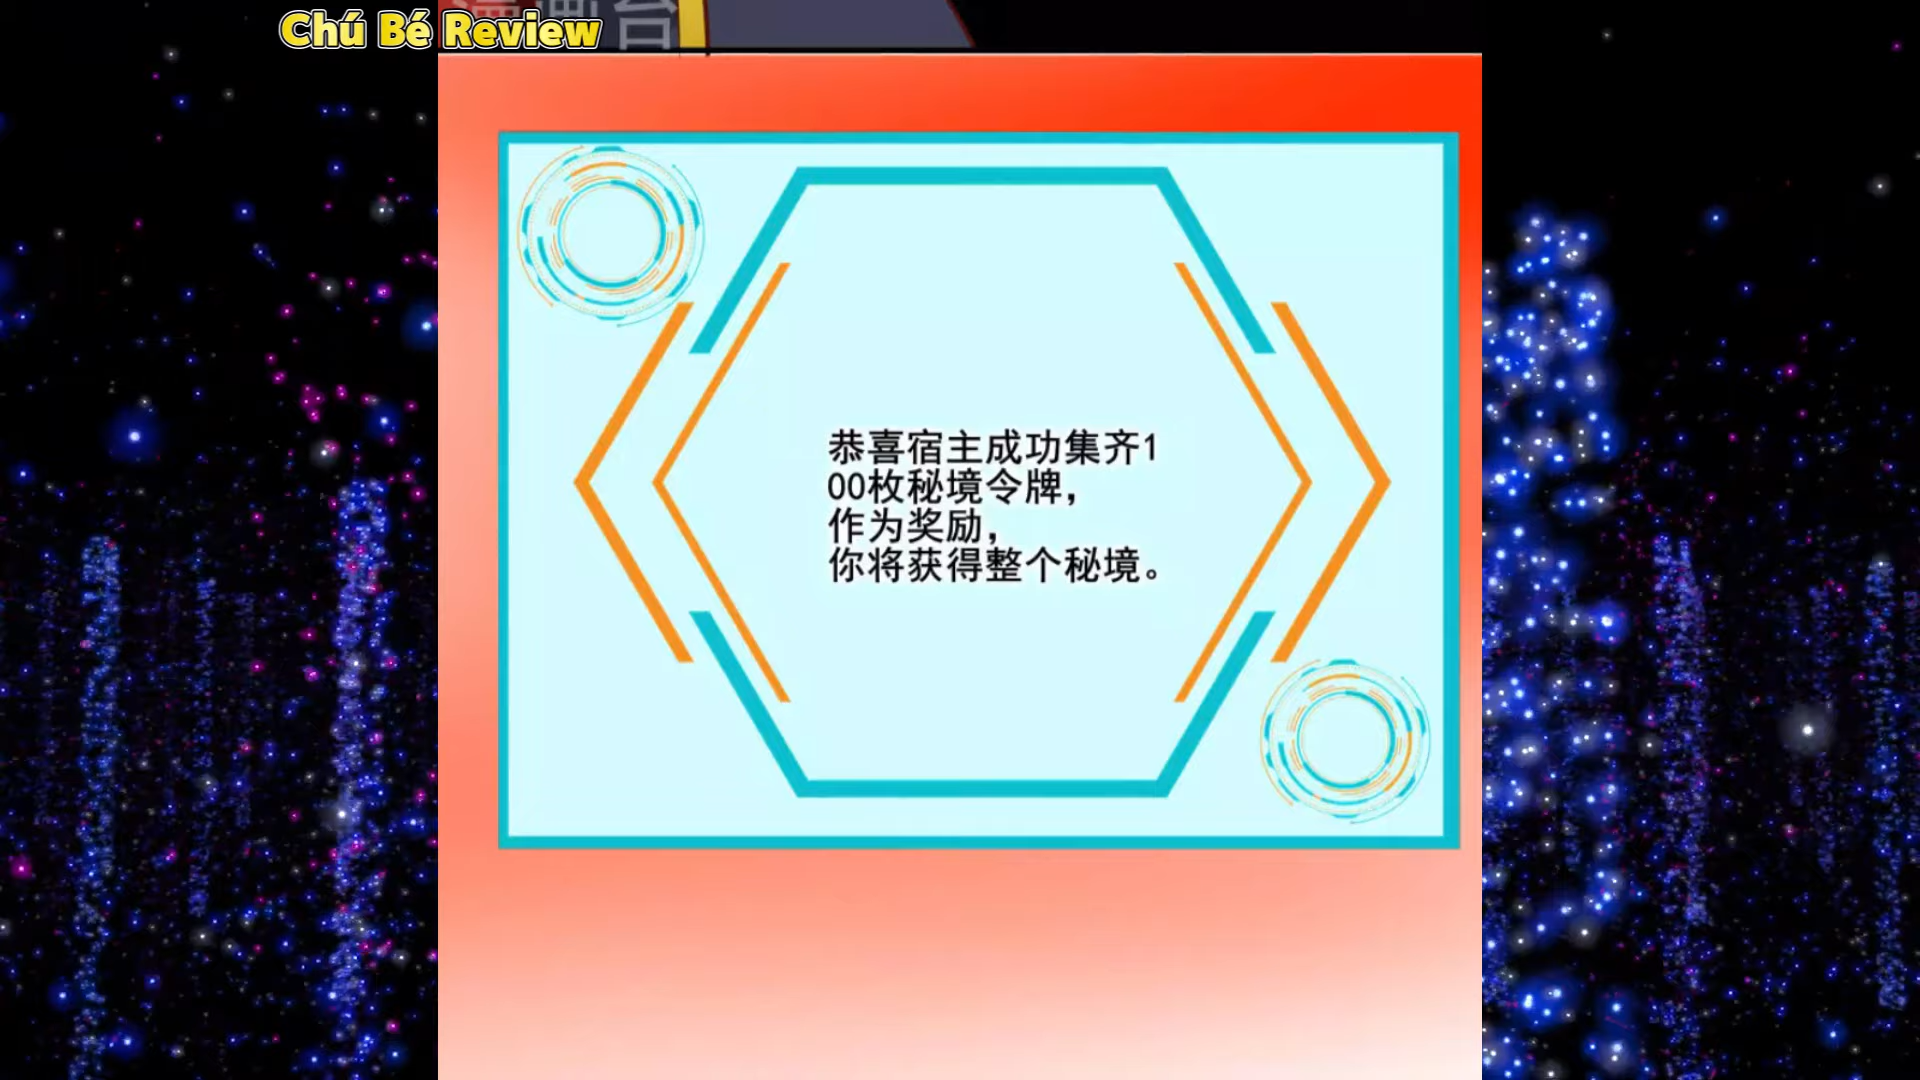 Chú Bé Review
恭喜宿主成功集齐1
00枚秘境令牌，
作为奖励，
你将获得整个秘境。